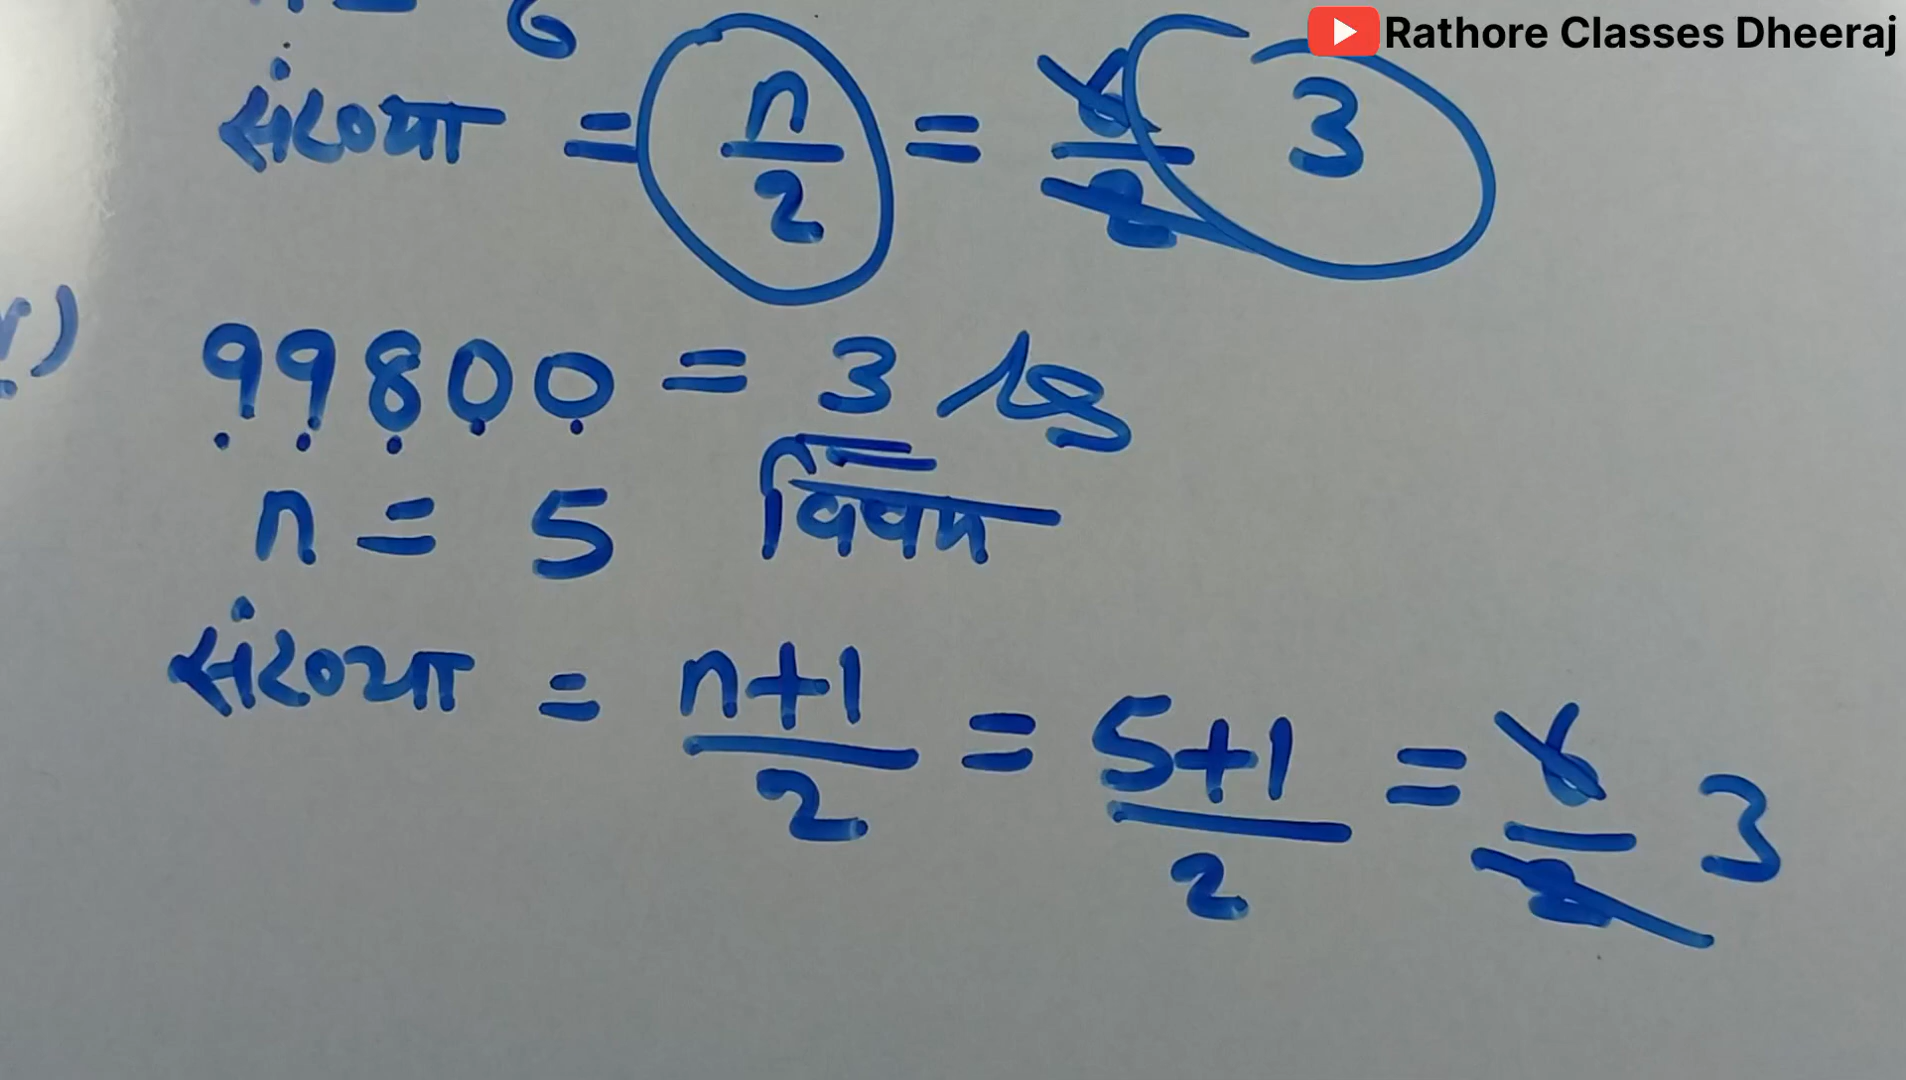 n = 6
Rathore Classes Dheeraj
संख्या = n/2 = 6/2 3
99800 = 3
n = 5 विषम
संख्या = n+1/2 = 5+1/2 = 6/2 3